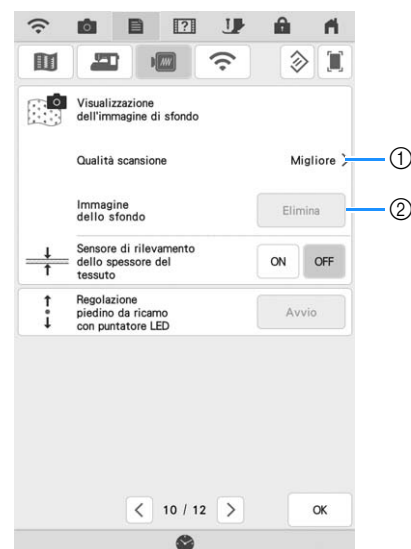 Visualizzazione
dell'immagine di sfondo
Qualità scansione
Migliore >
①
Immagine
dello sfondo
Elimina
②
Sensore di rilevamento
dello spessore del
tessuto
ON OFF
Regolazione
piedino da ricamo
con puntatore LED
Avvio
< 10 / 12 >
OK